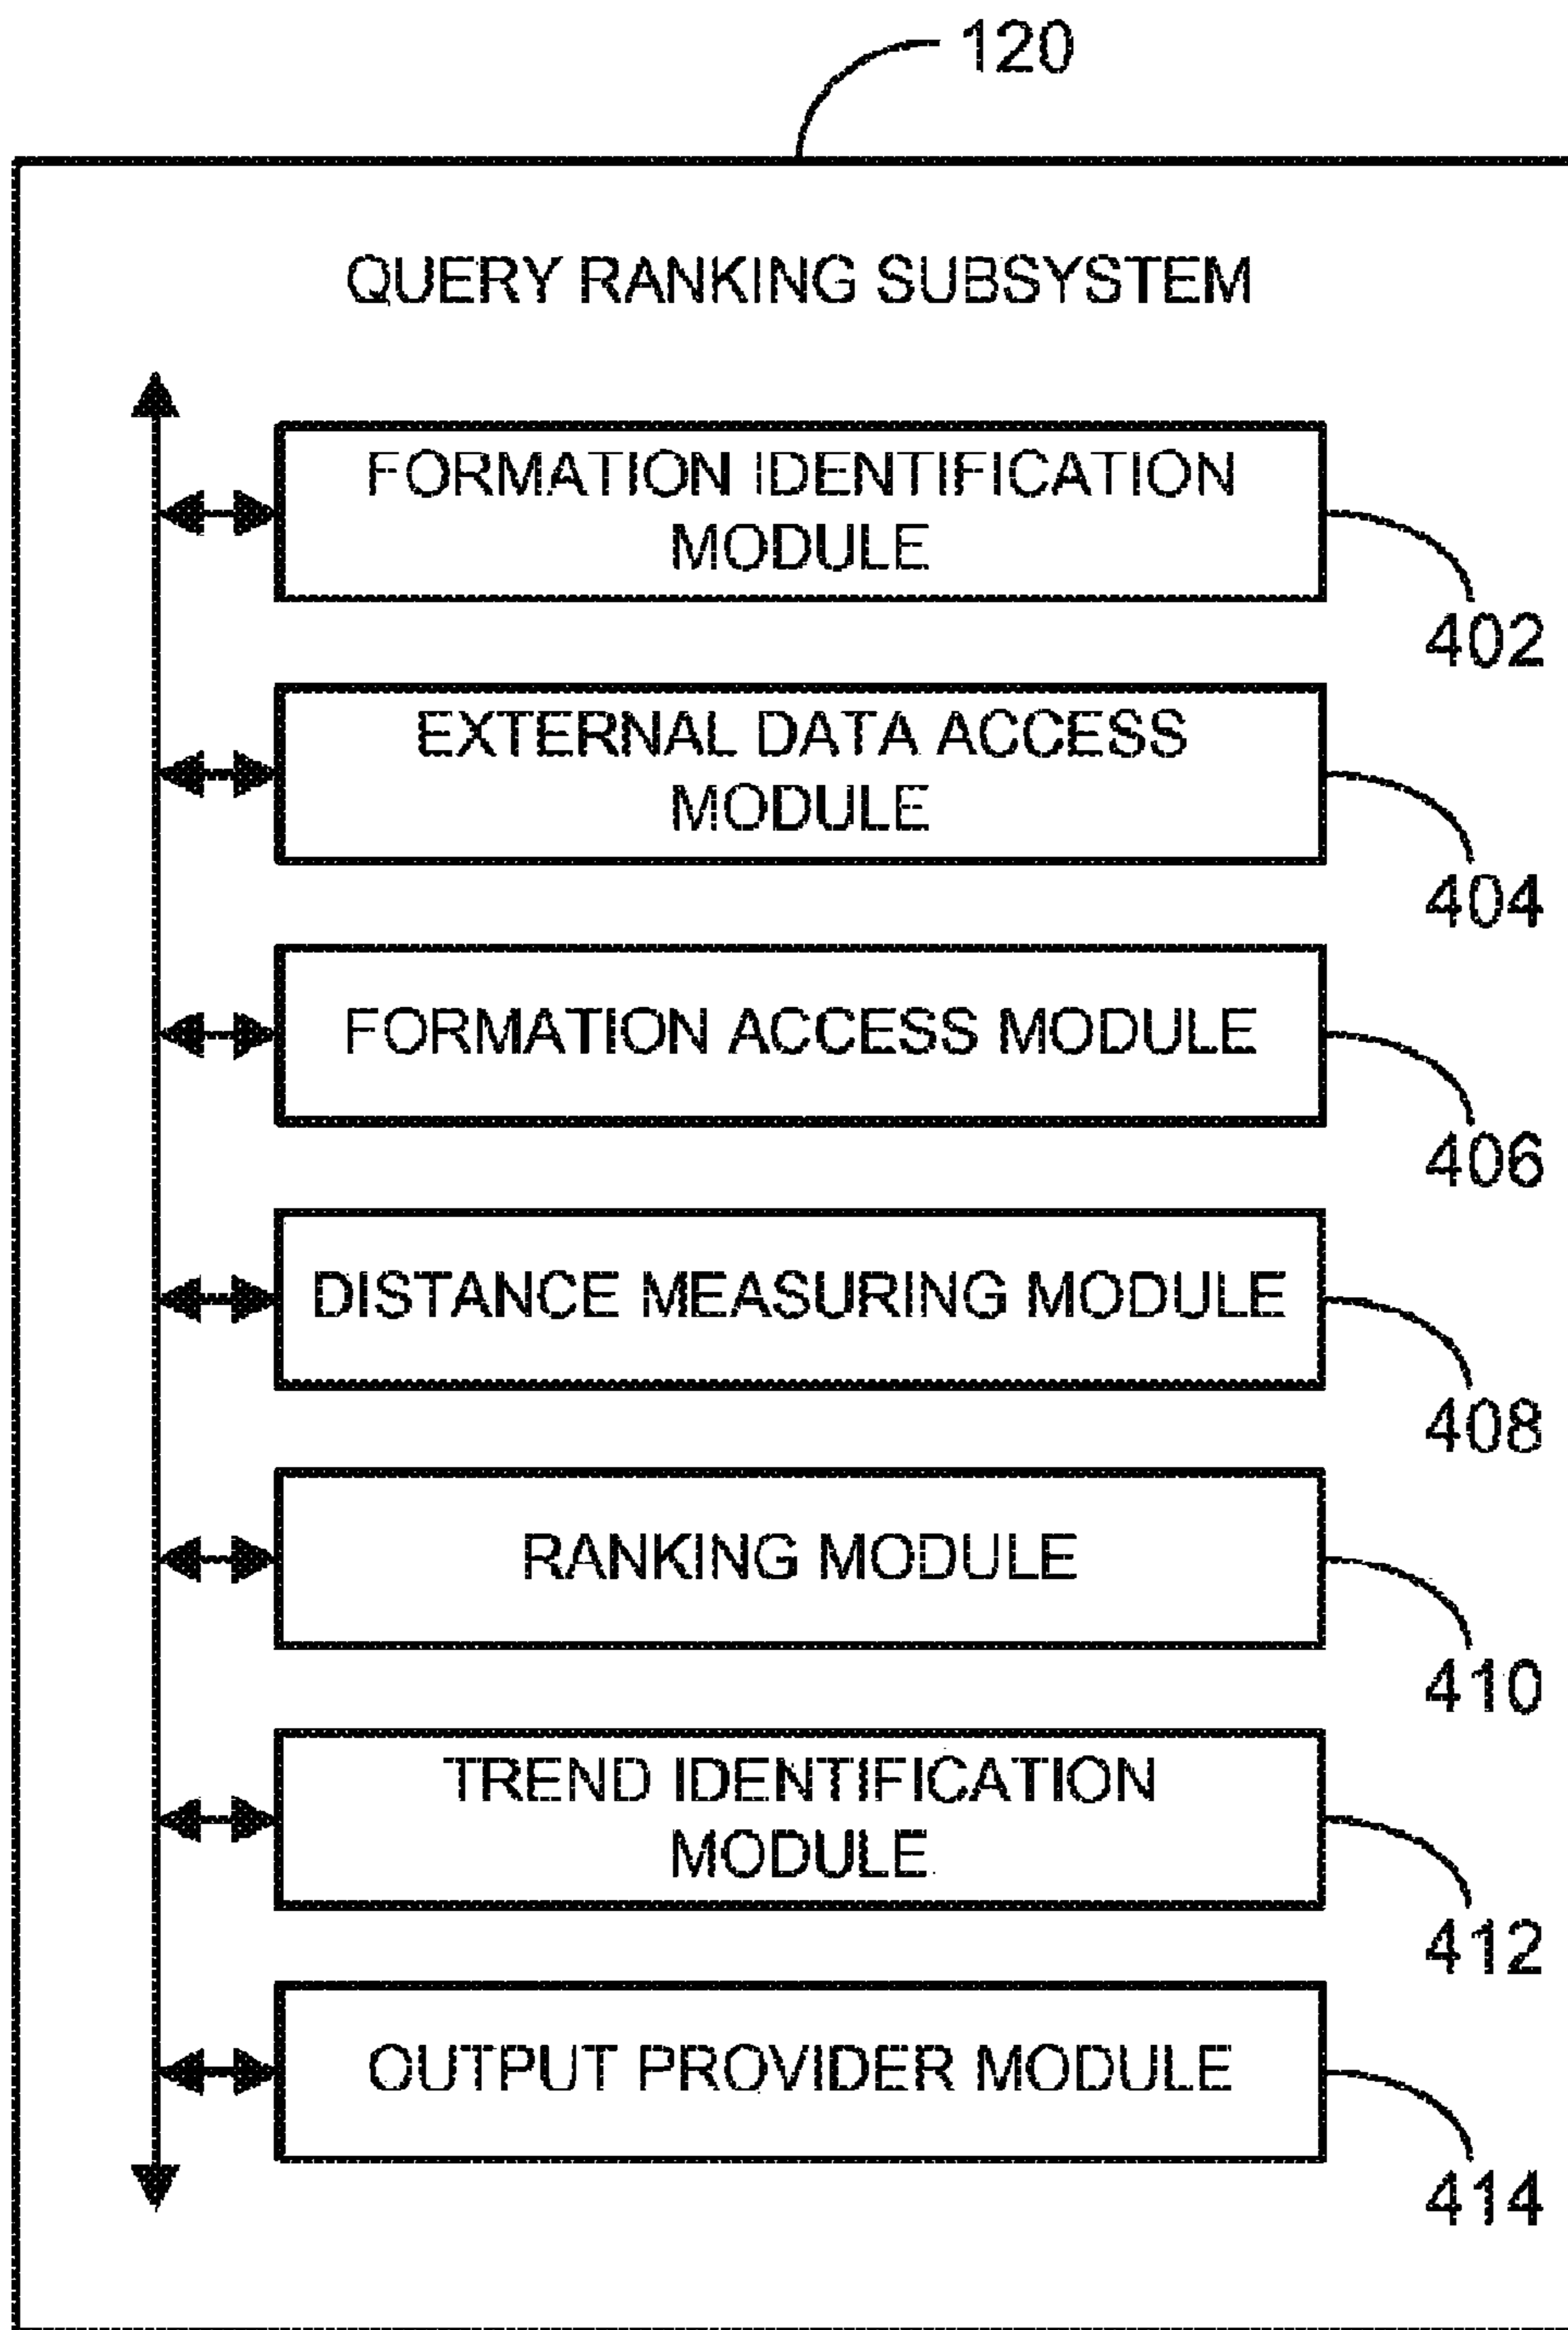 120
QUERY RANKING SUBSYSTEM
FORMATION IDENTIFICATION
MODULE
402
EXTERNAL DATA ACCESS
MODULE
404
FORMATION ACCESS MODULE
406
DISTANCE MEASURING MODULE
408
RANKING MODULE
410
TREND IDENTIFICATION
MODULE
412
OUTPUT PROVIDER MODULE
414